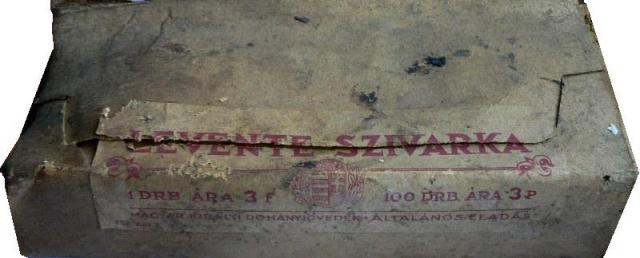 LEVENTE SZIVARKA
1 DRB ÁRA 3 F 100 DRB. ÁRA 3 P
MAGYAR KIRÁLYI DOHÁNYJÖVEDÉK • ÁLTALÁNOS ELADÁS